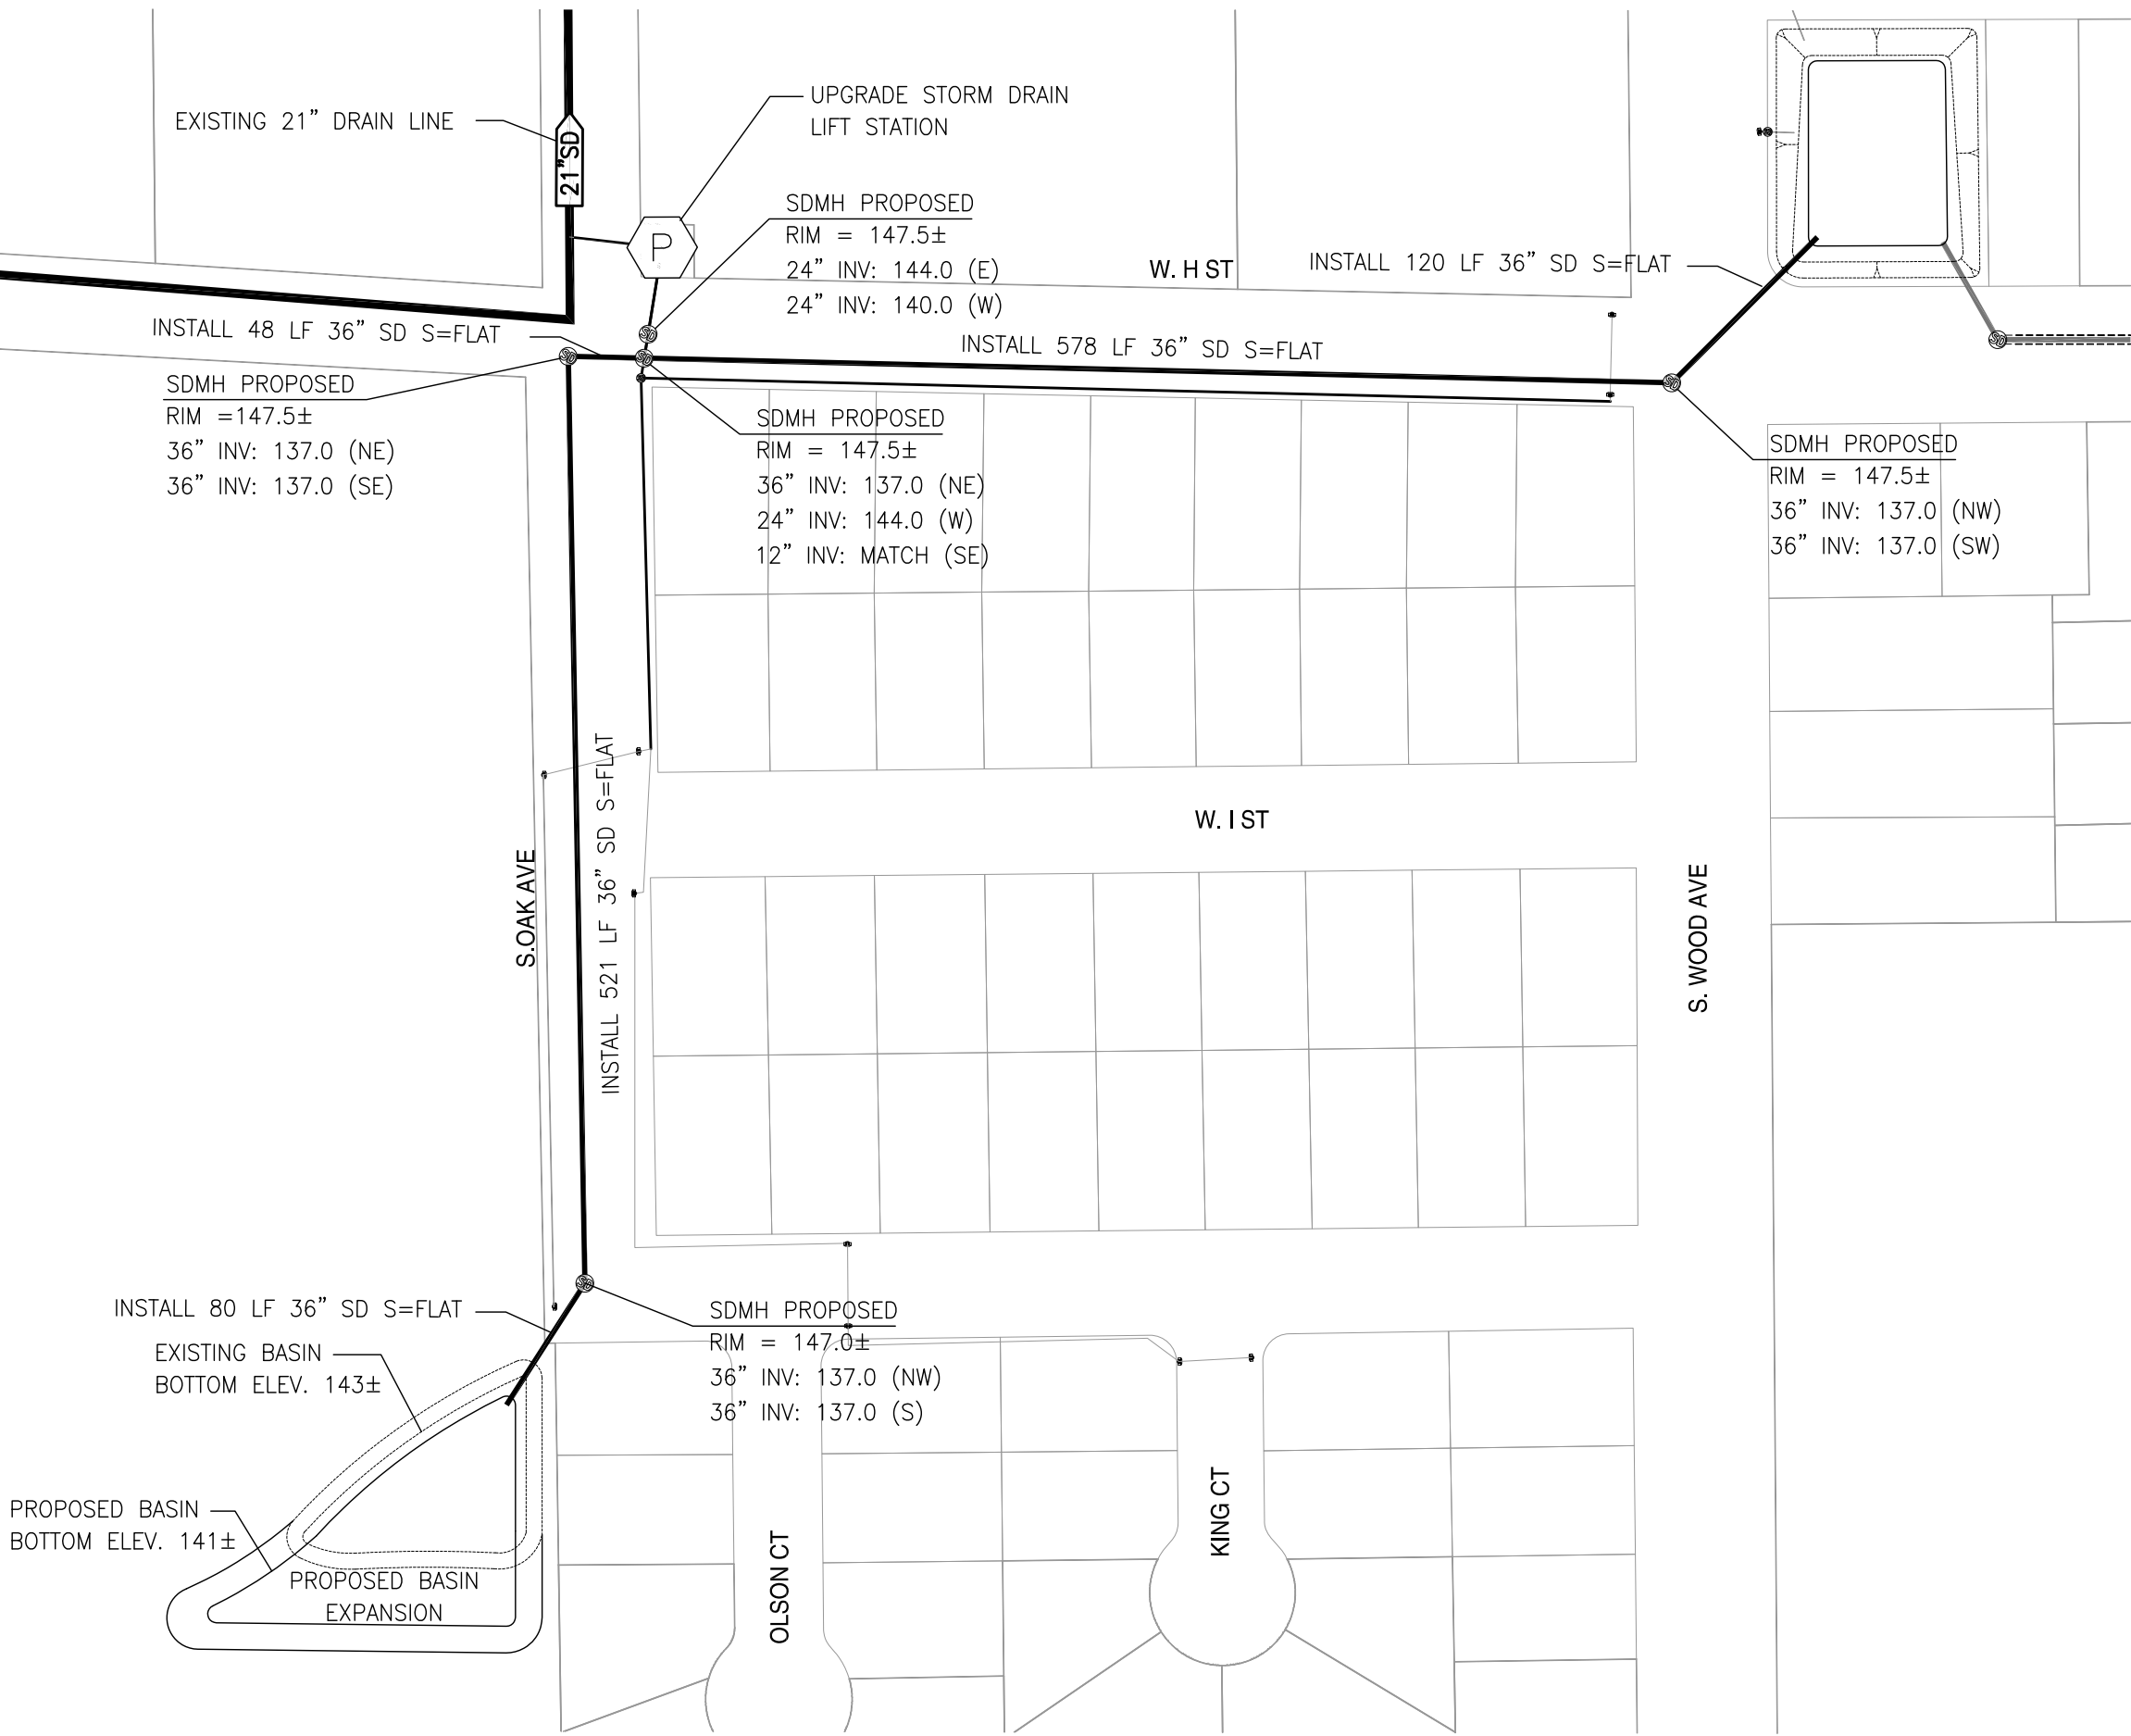 EXISTING 21” DRAIN LINE
21”SD
UPGRADE STORM DRAIN
LIFT STATION
P
SDMH PROPOSED
RIM = 147.5±
24” INV: 144.0 (E)
24” INV: 140.0 (W)
W. H ST
INSTALL 120 LF 36” SD S=FLAT
INSTALL 48 LF 36” SD S=FLAT
INSTALL 578 LF 36” SD S=FLAT
SD
SD
SD
SD
SD
SDMH PROPOSED
RIM =147.5±
36” INV: 137.0 (NE)
36” INV: 137.0 (SE)
SDMH PROPOSED
RIM = 147.5±
36” INV: 137.0 (NE)
24” INV: 144.0 (W)
12” INV: MATCH (SE)
SDMH PROPOSED
RIM = 147.5±
36” INV: 137.0 (NW)
36” INV: 137.0 (SW)
INSTALL 521 LF 36” SD S=FLAT
W. I ST
S.OAK AVE
S. WOOD AVE
SD
INSTALL 80 LF 36” SD S=FLAT
EXISTING BASIN
BOTTOM ELEV. 143±
SDMH PROPOSED
RIM = 147.0±
36” INV: 137.0 (NW)
36” INV: 137.0 (S)
PROPOSED BASIN
BOTTOM ELEV. 141±
PROPOSED BASIN
EXPANSION
OLSON CT
KING CT